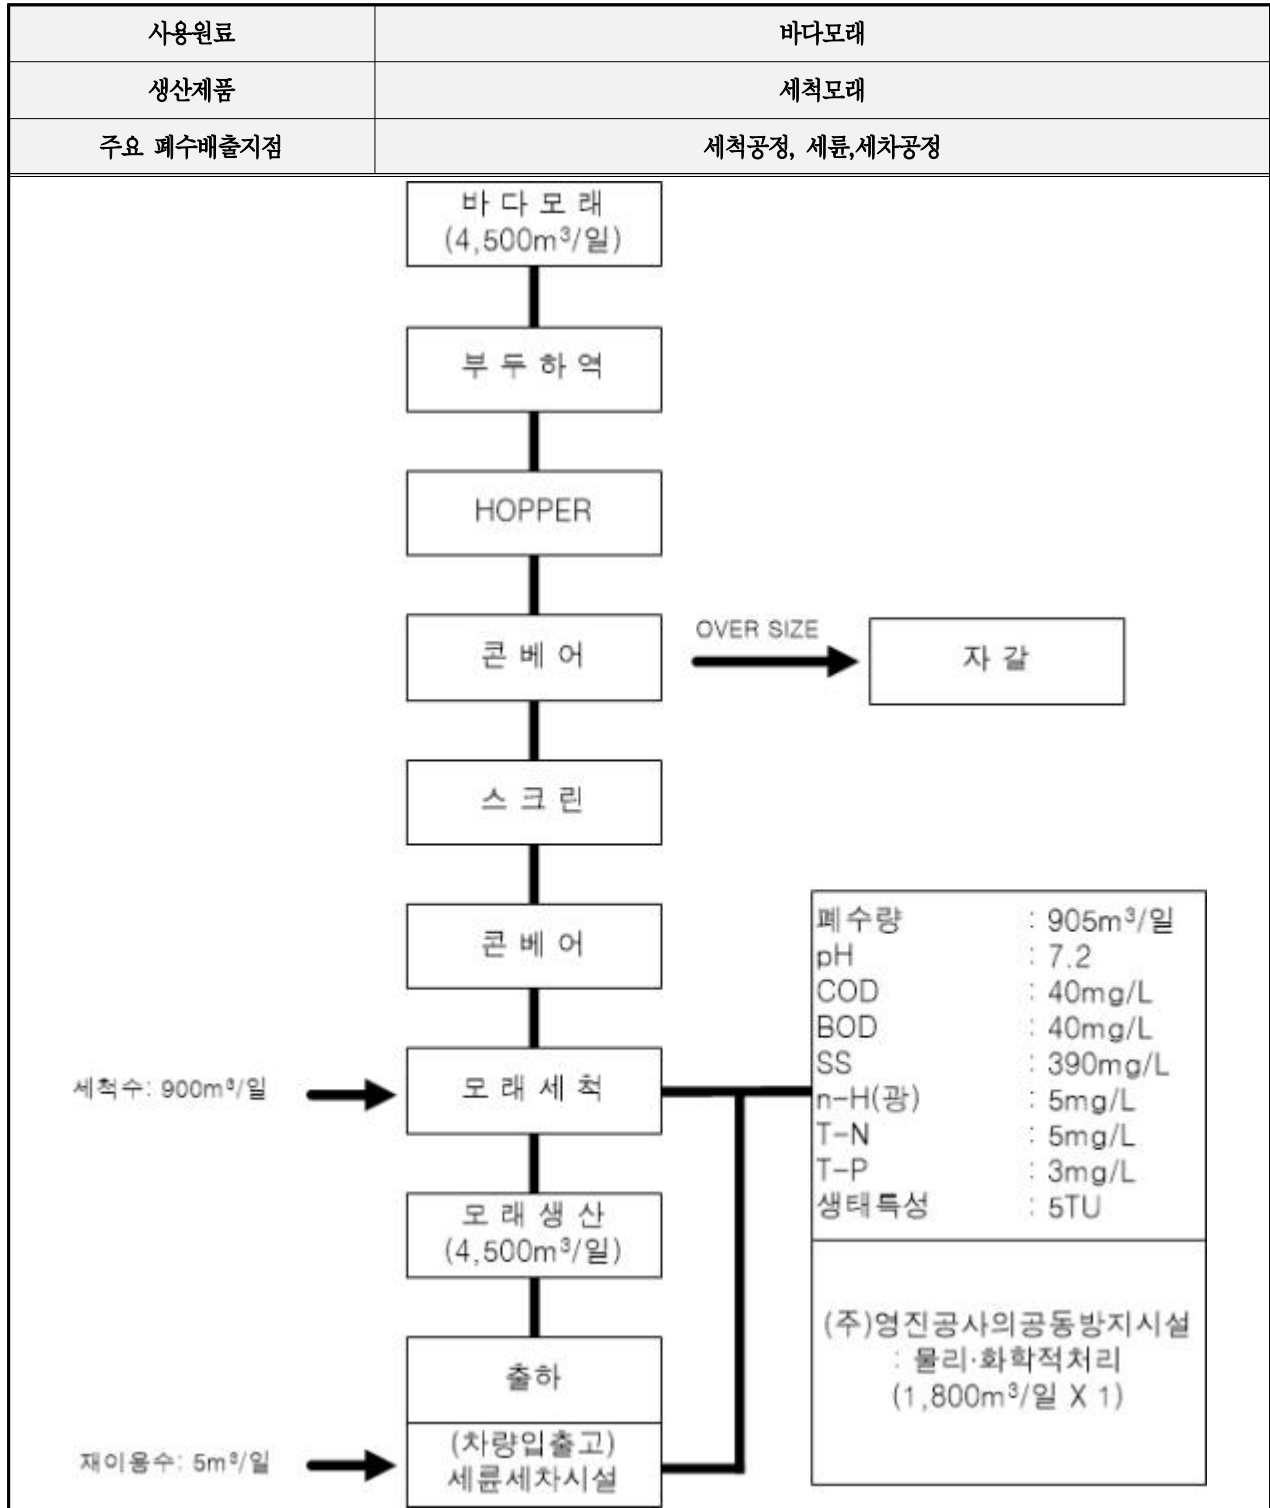 사용원료 바다모래
생산제품 세척모래
주요 폐수배출지점 세척공정, 세륜,세차공정
바다모래
(4,500m³/일)
부두하역
HOPPER
콘베어
OVER SIZE
자갈
스크린
콘베어
세척수: 900m³/일
모래세척
모래생산
(4,500m³/일)
출하
재이용수: 5m³/일
(차량입출고)
세륜세차시설
폐수량 : 905m³/일
pH : 7.2
COD : 40mg/L
BOD : 40mg/L
SS : 390mg/L
n-H(광) : 5mg/L
T-N : 5mg/L
T-P : 3mg/L
생태특성 : 5TU
(주)영진공사의공동방지시설
: 물리·화학적처리
(1,800m³/일 X 1)